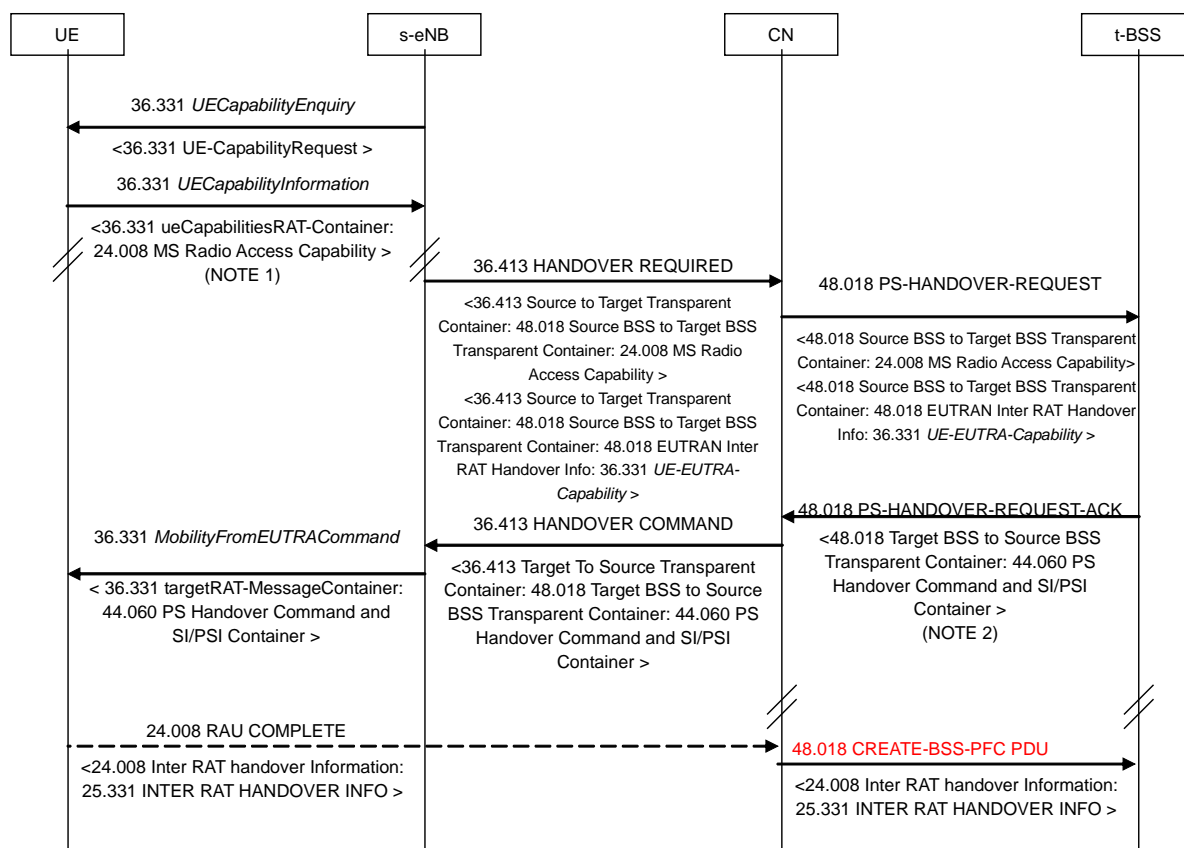 UE
s-eNB
CN
t-BSS
36.331 UECapabilityEnquiry
<36.331 UE-CapabilityRequest >
36.331 UECapabilityInformation
<36.331 ueCapabilitiesRAT-Container:
24.008 MS Radio Access Capability >
(NOTE 1)
36.413 HANDOVER REQUIRED
<36.413 Source to Target Transparent
Container: 48.018 Source BSS to Target BSS
Transparent Container: 24.008 MS Radio
Access Capability >
<36.413 Source to Target Transparent
Container: 48.018 Source BSS to Target BSS
Transparent Container: 48.018 EUTRAN Inter
RAT Handover Info: 36.331 UE-EUTRA-
Capability >
48.018 PS-HANDOVER-REQUEST
<48.018 Source BSS to Target BSS Transparent
Container: 24.008 MS Radio Access Capability>
<48.018 Source BSS to Target BSS Transparent
Container: 48.018 EUTRAN Inter RAT Handover
Info: 36.331 UE-EUTRA-Capability >
48.018 PS-HANDOVER-REQUEST-ACK
<48.018 Target BSS to Source BSS
Transparent Container: 44.060 PS
Handover Command and SI/PSI
Container >
(NOTE 2)
36.413 HANDOVER COMMAND
<36.413 Target To Source Transparent
Container: 48.018 Target BSS to Source
BSS Transparent Container: 44.060 PS
Handover Command and SI/PSI
Container >
36.331 MobilityFromEUTRACommand
< 36.331 targetRAT-MessageContainer:
44.060 PS Handover Command and
SI/PSI Container >
24.008 RAU COMPLETE
<24.008 Inter RAT handover Information:
25.331 INTER RAT HANDOVER INFO >
48.018 CREATE-BSS-PFC PDU
<24.008 Inter RAT handover Information:
25.331 INTER RAT HANDOVER INFO >